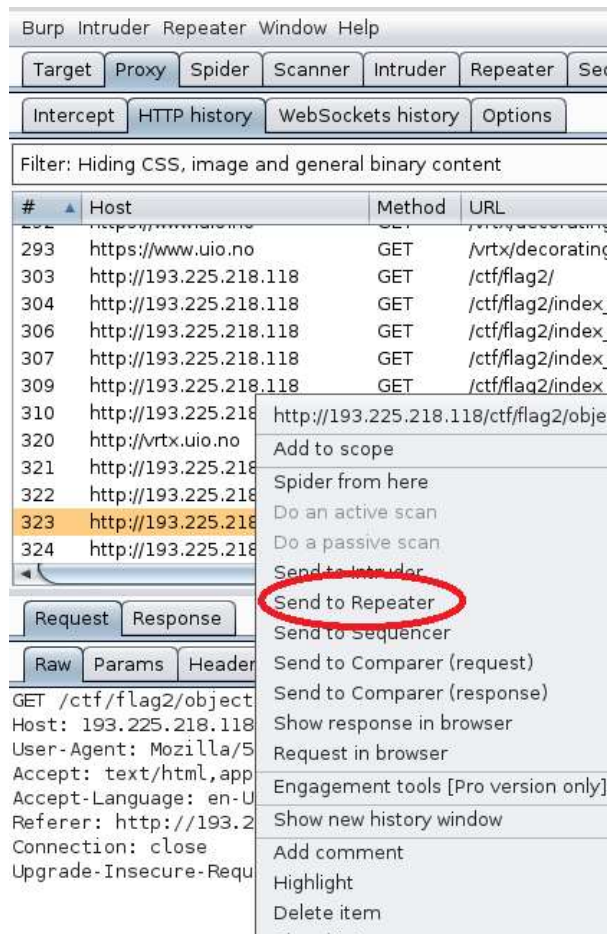 Burp Intruder Repeater Window Help
Target Proxy Spider Scanner Intruder Repeater
Intercept HTTP history WebSockets history Options
Filter: Hiding CSS, image and general binary content
# Host Method URL
293 https://www.uio.no GET /vrtx/decorating
303 http://193.225.218.118 GET /ctf/flag2/
304 http://193.225.218.118 GET /ctf/flag2/index_
306 http://193.225.218.118 GET /ctf/flag2/index_
307 http://193.225.218.118 GET /ctf/flag2/index_
309 http://193.225.218.118 GET /ctf/flag2/index
310 http://193.225.218
320 http://vrtx.uio.no
321 http://193.225.218
322 http://193.225.218
323 http://193.225.218
324 http://193.225.218
http://193.225.218.118/ctf/flag2/obje
Add to scope
Spider from here
Do an active scan
Do a passive scan
Send to Intruder
Send to Repeater
Send to Sequencer
Send to Comparer (request)
Send to Comparer (response)
Show response in browser
Request in browser
Engagement tools [Pro version only]
Show new history window
Add comment
Highlight
Delete item
Request Response
Raw Params Header
GET /ctf/flag2/object
Host: 193.225.218.118
User-Agent: Mozilla/5
Accept: text/html,app
Accept-Language: en-U
Referer: http://193.2
Connection: close
Upgrade-Insecure-Requ